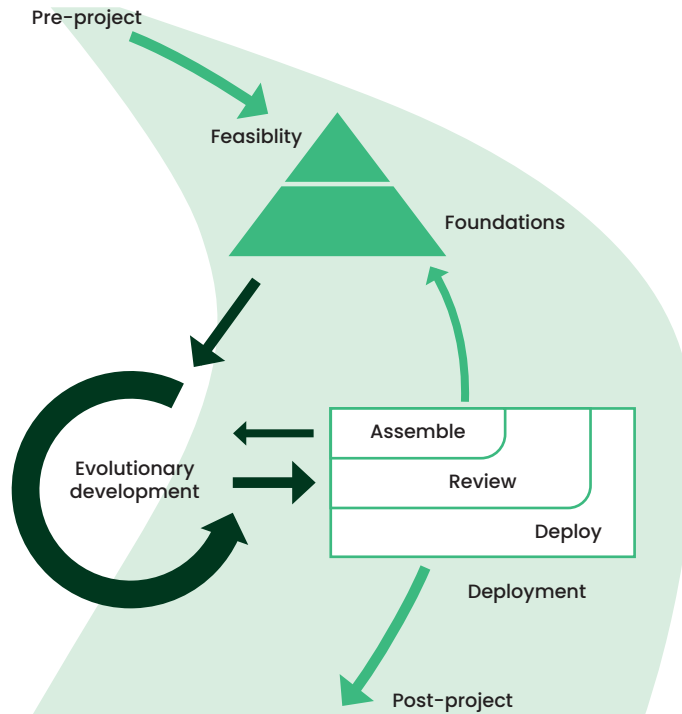 Pre-project
Feasiblity
Foundations
Assemble
Evolutionary
development
Review
Deploy
Deployment
Post-project